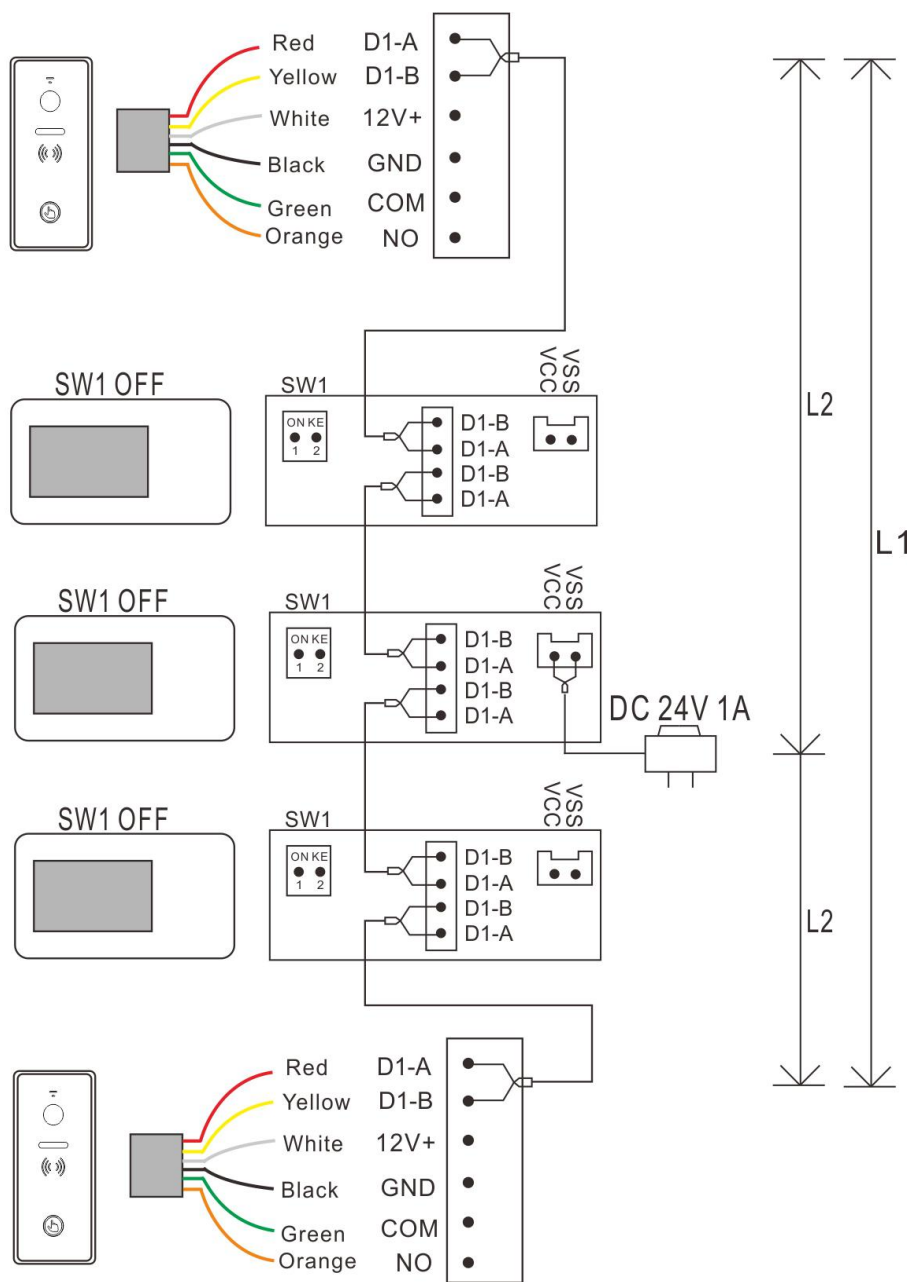 Red D1-A
Yellow D1-B
White 12V+
Black GND
Green COM
Orange NO
SW1 OFF
SW1
VCC
VSS
ON KE
1 2
D1-B
D1-A
D1-B
D1-A
L2
L1
SW1 OFF
SW1
VCC
VSS
ON KE
1 2
D1-B
D1-A
D1-B
D1-A
DC 24V 1A
SW1 OFF
SW1
VCC
VSS
ON KE
1 2
D1-B
D1-A
D1-B
D1-A
L2
Red D1-A
Yellow D1-B
White 12V+
Black GND
Green COM
Orange NO